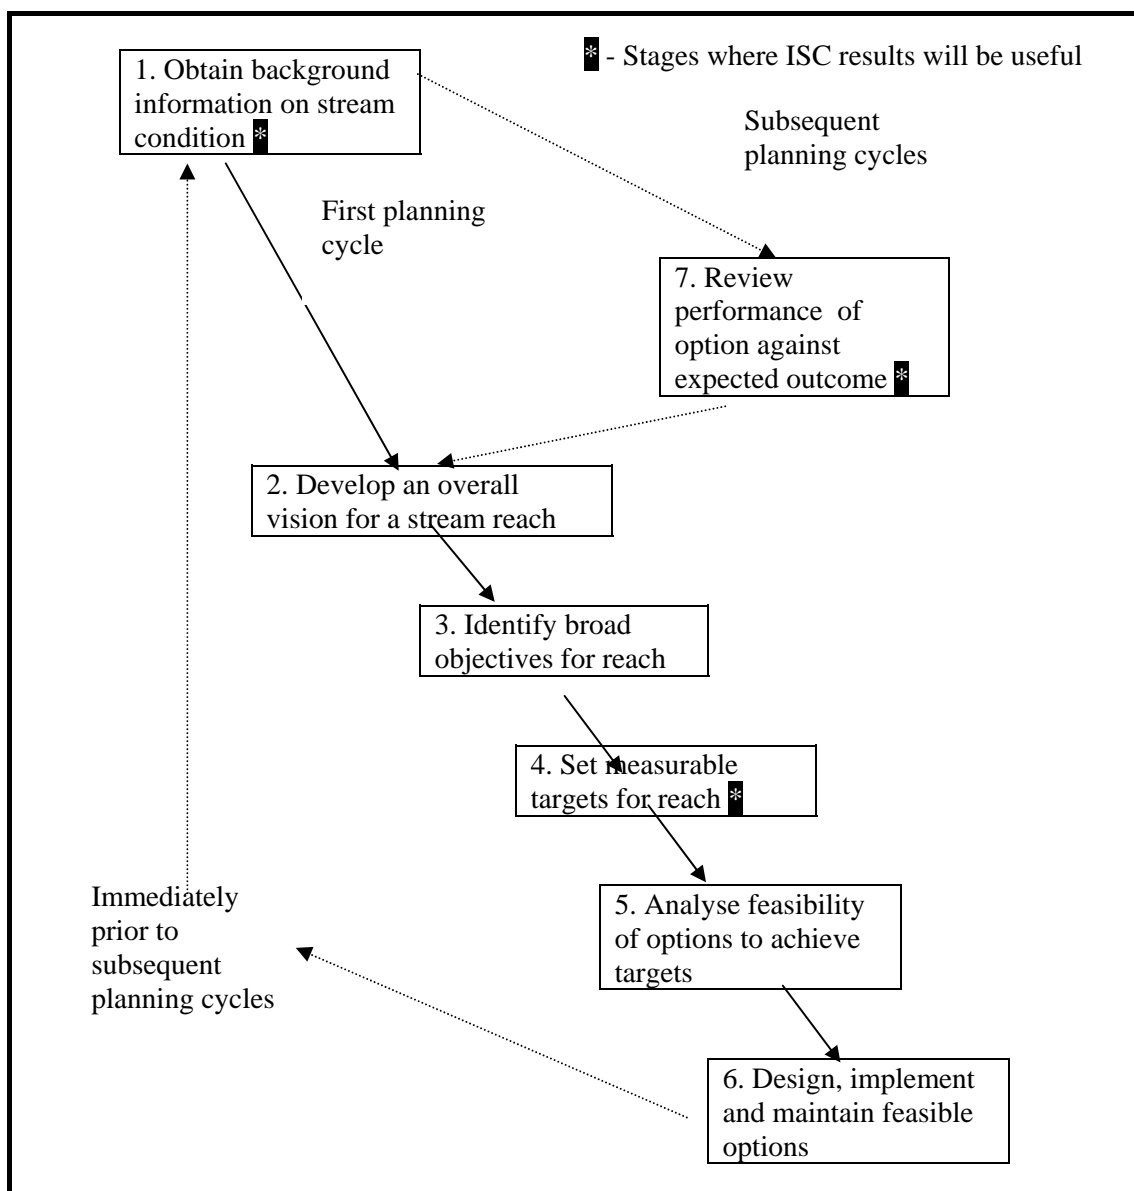 * - Stages where ISC results will be useful
1. Obtain background
information on stream
condition *
Subsequent
planning cycles
First planning
cycle
7. Review
performance of
option against
expected outcome *
2. Develop an overall
vision for a stream reach
3. Identify broad
objectives for reach
4. Set measurable
targets for reach *
5. Analyse feasibility
of options to achieve
targets
Immediately
prior to
subsequent
planning cycles
6. Design, implement
and maintain feasible
options